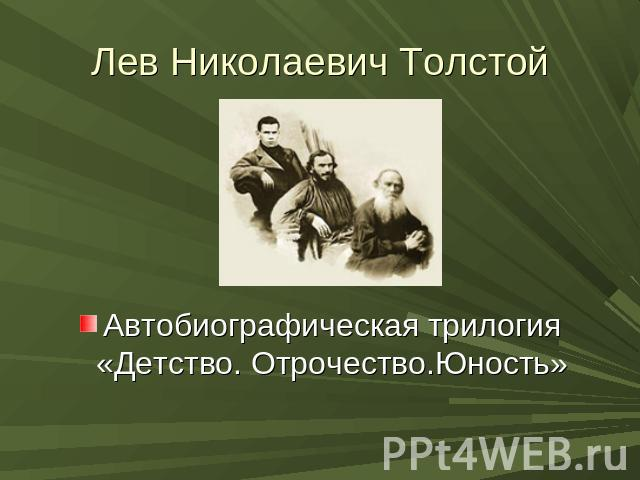 Лев Николаевич Толстой
Автобиографическая трилогия
«Детство. Отрочество.Юность»
PPt4WEB.ru